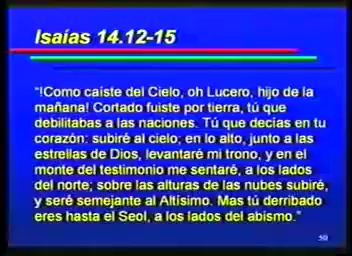 Isaías 14.12-15
“!Como caíste del Cielo, oh Lucero, hijo de la
mañana! Cortado fuiste por tierra, tú que
debilitabas a las naciones. Tú que decías en tu
corazón: subiré al cielo; en lo alto, junto a las
estrellas de Dios, levantaré mi trono, y en el
monte del testimonio me sentaré, a los lados
del norte; sobre las alturas de las nubes subiré,
y seré semejante al Altísimo. Mas tú derribado
eres hasta el Seol, a los lados del abismo.”
50